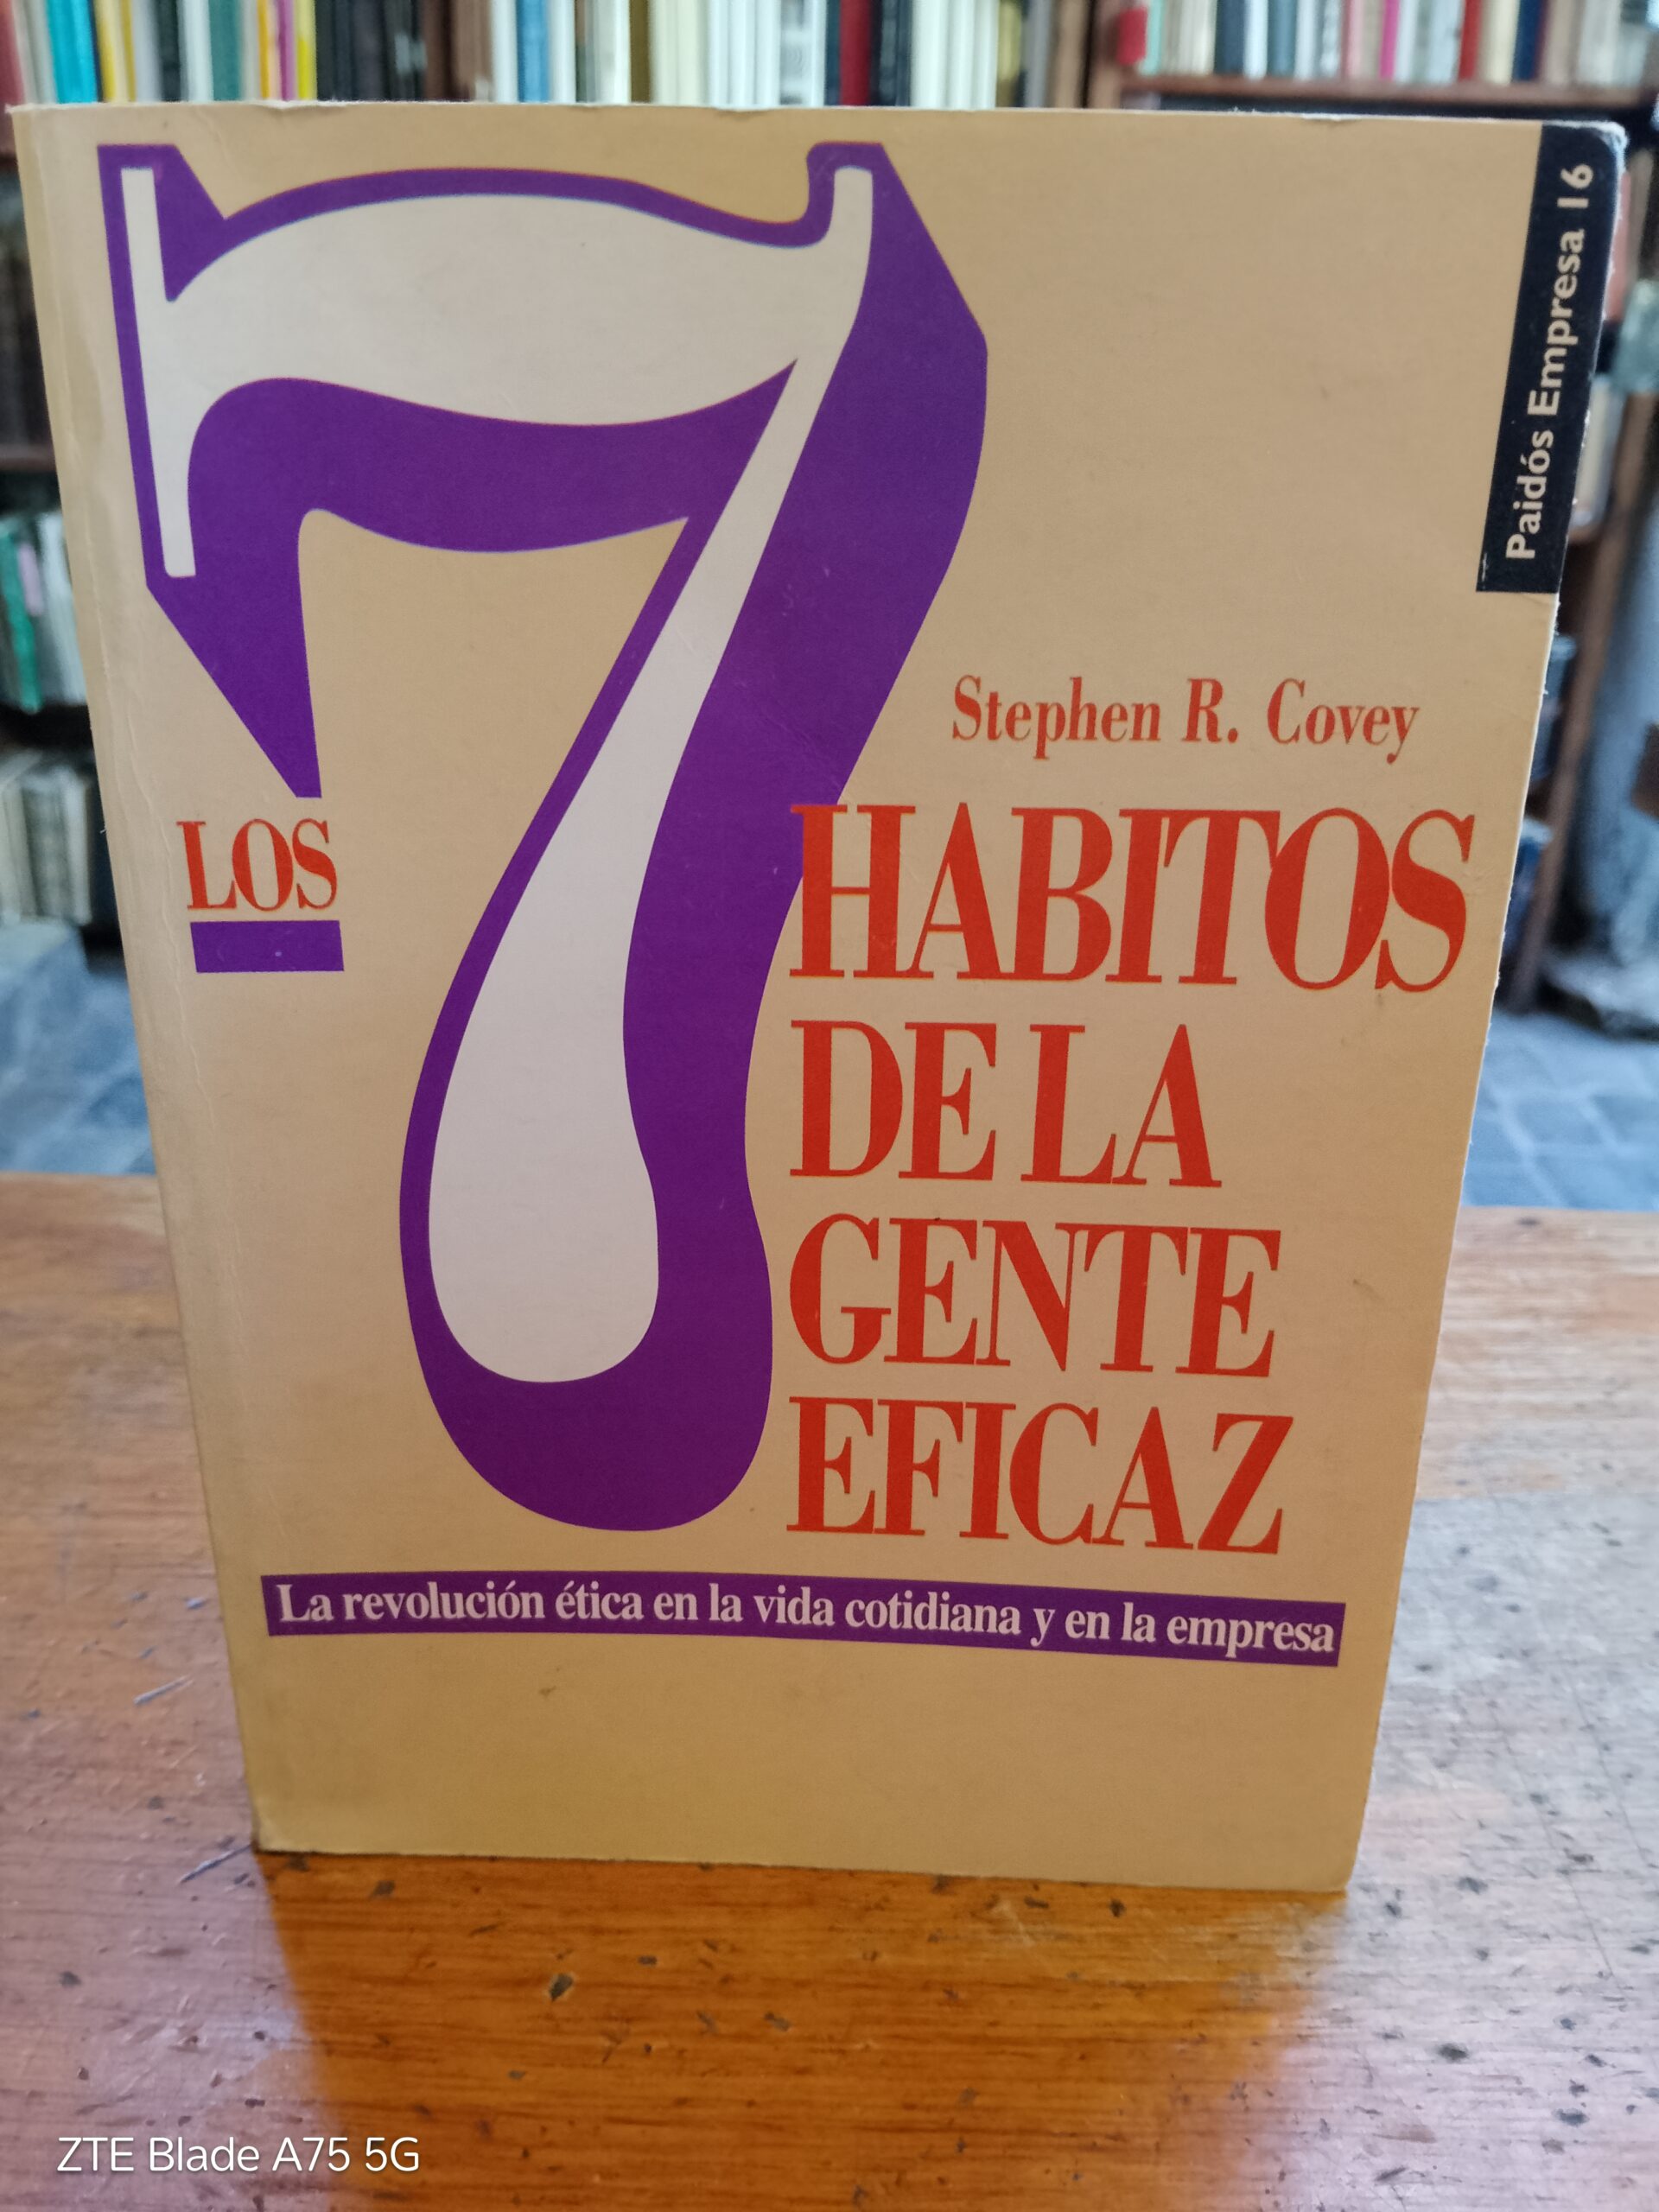 Paidós Empresa 16
Stephen R. Covey
LOS
7
HABITOS
DE LA
GENTE
EFICAZ
La revolución ética en la vida cotidiana y en la empresa
ZTE Blade A75 5G